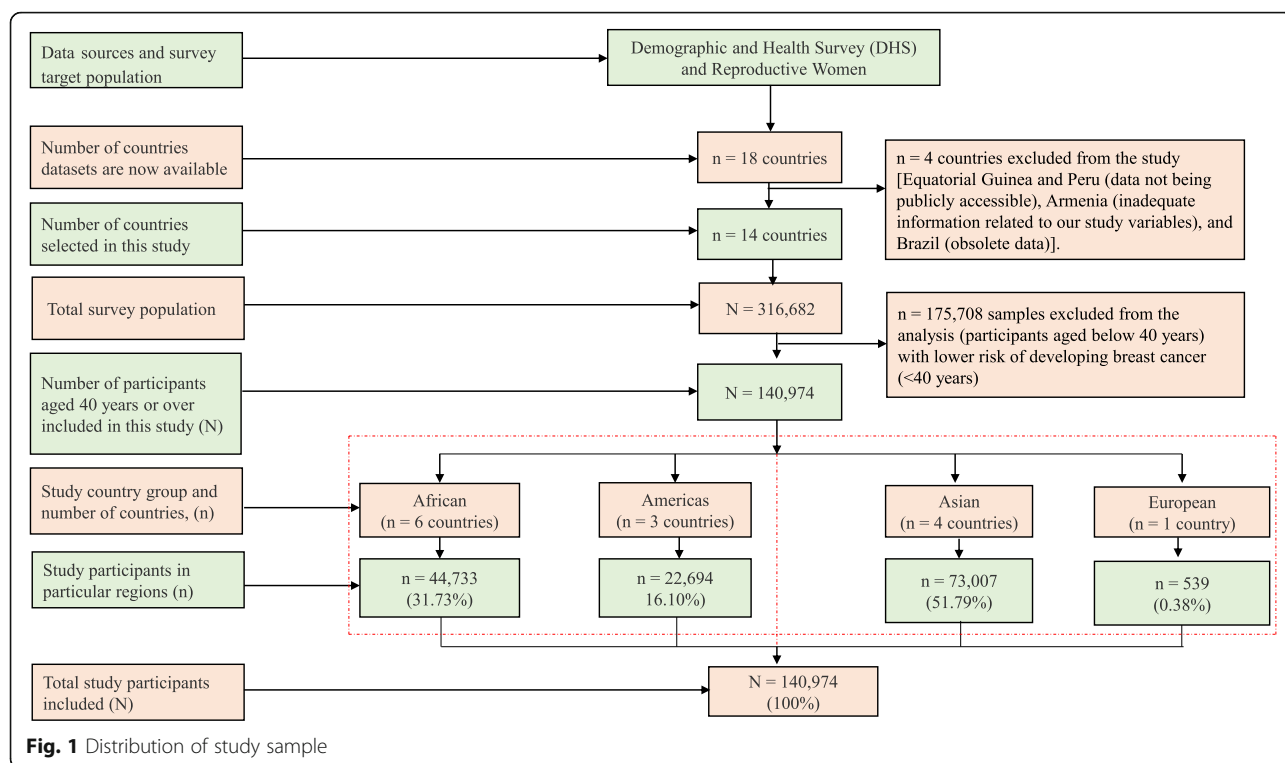 Data sources and survey
target population
Demographic and Health Survey (DHS)
and Reproductive Women
Number of countries
datasets are now available
n = 18 countries
n = 4 countries excluded from the study
[Equatorial Guinea and Peru (data not being
publicly accessible), Armenia (inadequate
information related to our study variables), and
Brazil (obsolete data)].
Number of countries
selected in this study
n = 14 countries
Total survey population
N = 316,682
n = 175,708 samples excluded from the
analysis (participants aged below 40 years)
with lower risk of developing breast cancer
(<40 years)
Number of participants
aged 40 years or over
included in this study (N)
N = 140,974
Study country group and
number of countries, (n)
African
(n = 6 countries)
Americas
(n = 3 countries)
Asian
(n = 4 countries)
European
(n = 1 country)
Study participants in
particular regions (n)
n = 44,733
(31.73%)
n = 22,694
16.10%)
n = 73,007
(51.79%)
n = 539
(0.38%)
Total study participants
included (N)
N = 140,974
(100%)
Fig. 1 Distribution of study sample